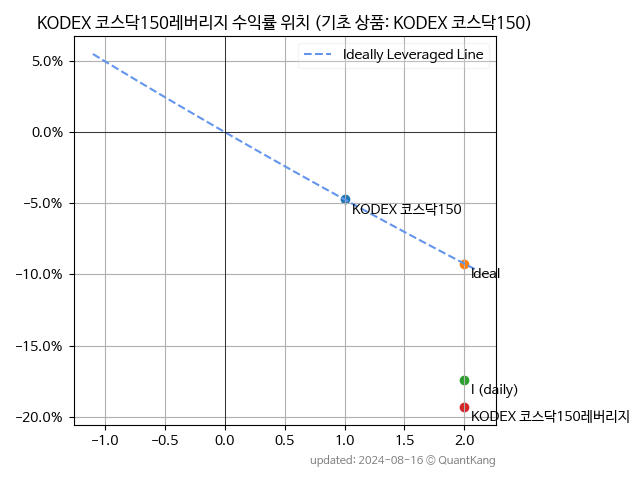 KODEX 코스닥150레버리지 수익률 위치 (기초 상품: KODEX 코스닥150)
Ideally Leveraged Line
5.0%
0.0%
−5.0%
−10.0%
−15.0%
−20.0%
KODEX 코스닥150
Ideal
l (daily)
KODEX 코스닥150레버리지
−1.0 −0.5 0.0 0.5 1.0 1.5 2.0
updated: 2024-08-16 © QuantKang